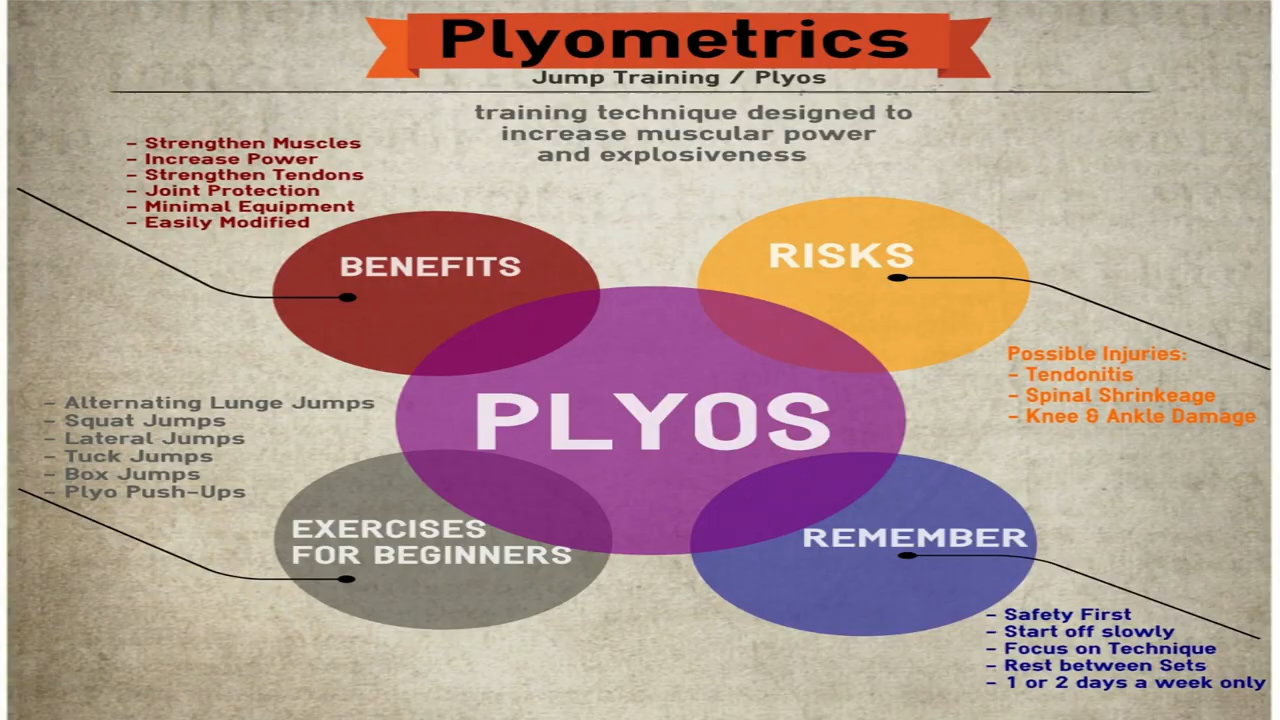 Plyometrics
Jump Training / Plyos
training technique designed to
increase muscular power
and explosiveness
- Strengthen Muscles
- Increase Power
- Strengthen Tendons
- Joint Protection
- Minimal Equipment
- Easily Modified
BENEFITS
RISKS
Possible Injuries:
- Tendonitis
- Spinal Shrinkeage
- Knee & Ankle Damage
PLYOS
- Alternating Lunge Jumps
- Squat Jumps
- Lateral Jumps
- Tuck Jumps
- Box Jumps
- Plyo Push-Ups
EXERCISES
FOR BEGINNERS
REMEMBER
- Safety First
- Start off slowly
- Focus on Technique
- Rest between Sets
- 1 or 2 days a week only